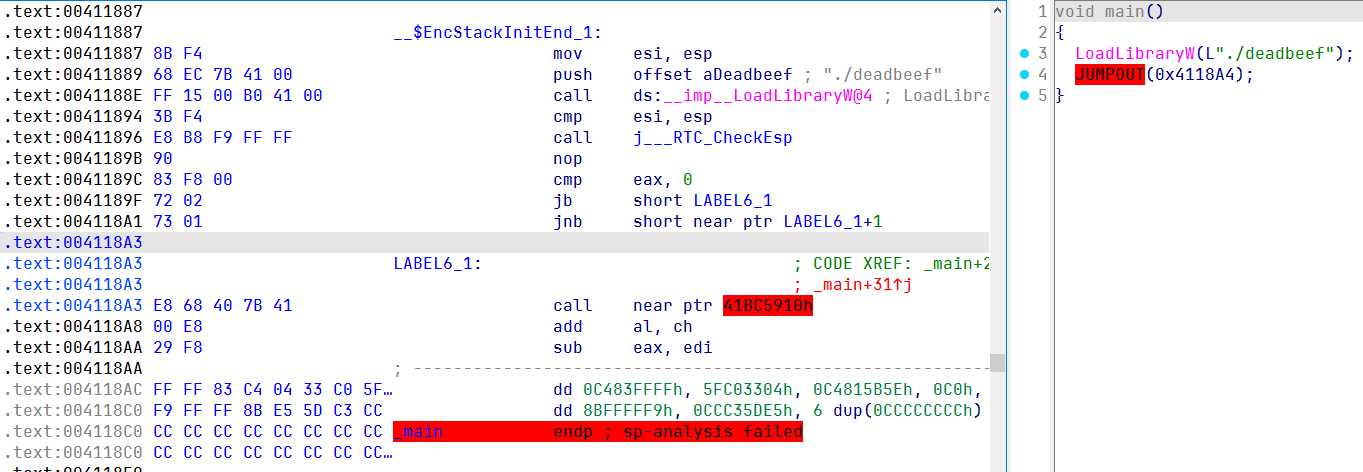 .text:00411887
.text:00411887 __$EncStackInitEnd_1:
.text:00411887 8B F4 mov esi, esp
.text:00411889 68 EC 7B 41 00 push offset aDeadbeef ; "./deadbeef"
.text:0041188E FF 15 00 B0 41 00 call ds:__imp__LoadLibraryW@4 ; LoadLibra
.text:00411894 3B F4 cmp esi, esp
.text:00411896 E8 B8 F9 FF FF call j___RTC_CheckEsp
.text:0041189B 90 nop
.text:0041189C 83 F8 00 cmp eax, 0
.text:0041189F 72 02 jb short LABEL6_1
.text:004118A1 73 01 jnb short near ptr LABEL6_1+1
.text:004118A3
.text:004118A3 LABEL6_1: ; CODE XREF: _main+2
.text:004118A3 ; _main+31↑j
.text:004118A3 E8 68 40 7B 41 call near ptr 41BC5910h
.text:004118A8 00 E8 add al, ch
.text:004118AA 29 F8 sub eax, edi
.text:004118AA ; ---------------------------------------------------------
.text:004118AC FF FF 83 C4 04 33 C0 5F… dd 0C483FFFFh, 5FC03304h, 0C4815B5Eh, 0C0h,
.text:004118C0 F9 FF FF 8B E5 5D C3 CC dd 8BFFFFF9h, 0CCC35DE5h, 6 dup(0CCCCCCCCh)
.text:004118C0 CC CC CC CC CC CC CC CC _main endp ; sp-analysis failed
.text:004118C0 CC CC CC CC CC CC CC CC…
1 void main()
2 {
3 LoadLibraryW(L"./deadbeef");
4 JUMPOUT(0x4118A4);
5 }